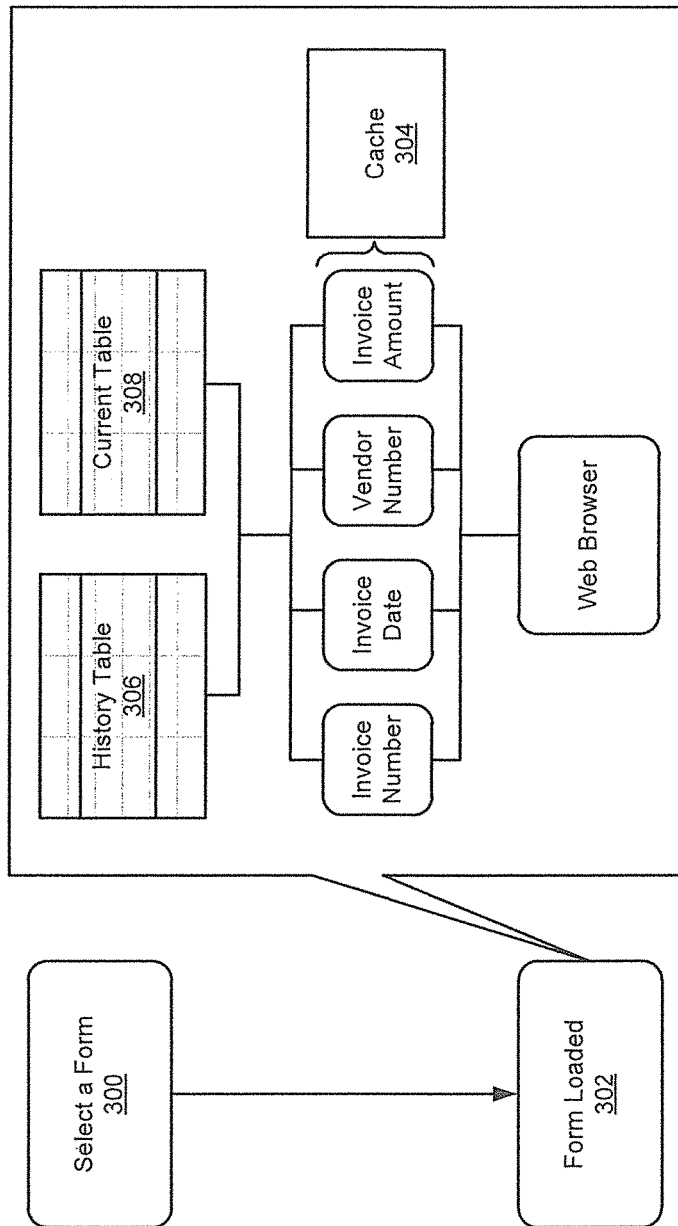 Select a Form
300
Form Loaded
302
History Table
306
Current Table
308
Invoice
Number
Invoice
Date
Vendor
Number
Invoice
Amount
Cache
304
Web Browser